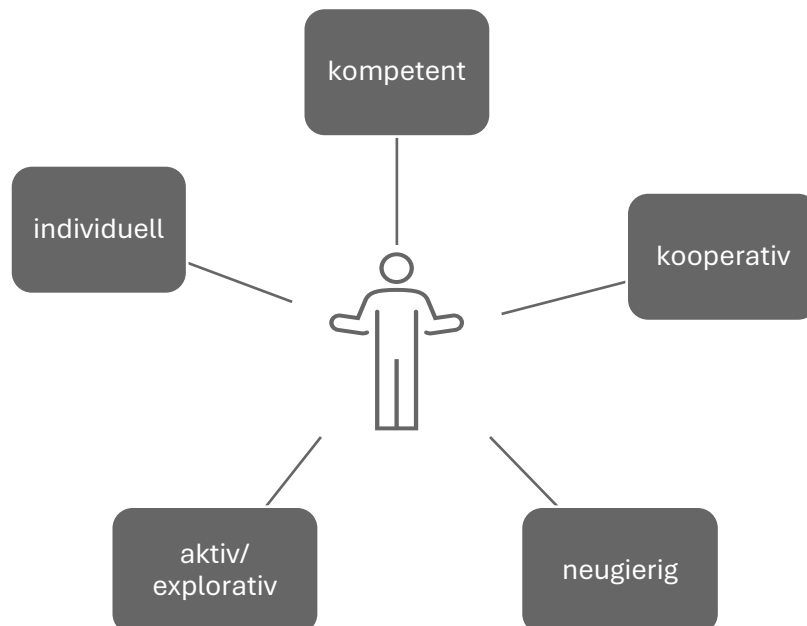 kompetent
individuell
kooperativ
aktiv/
explorativ
neugierig